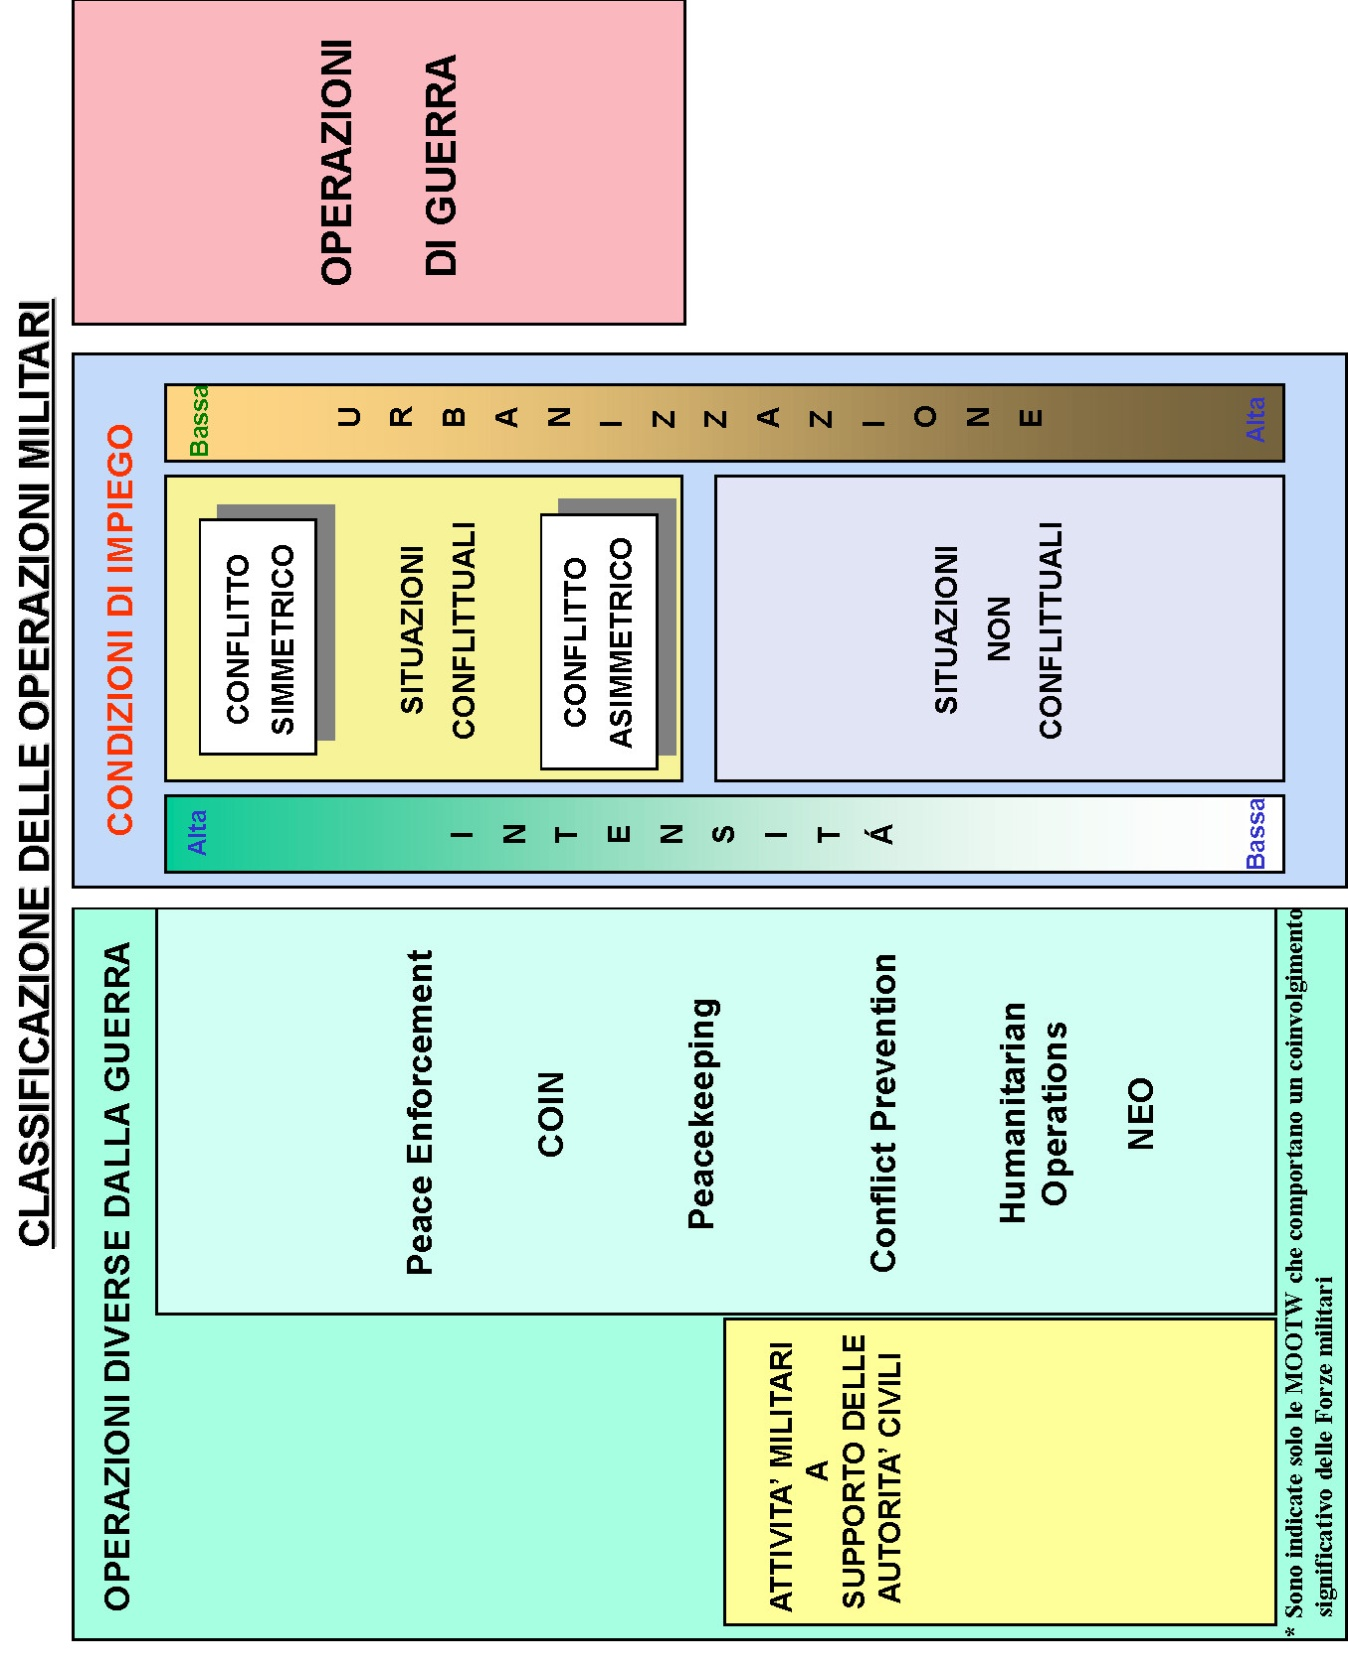 CLASSIFICAZIONE DELLE OPERAZIONI MILITARI
OPERAZIONI DIVERSE DALLA GUERRA
Peace Enforcement
COIN
Peacekeeping
Conflict Prevention
Humanitarian
Operations
NEO
ATTIVITA’ MILITARI
A
SUPPORTO DELLE
AUTORITA’ CIVILI
* Sono indicate solo le MOOTW che comportano un coinvolgimento
significativo delle Forze militari
CONDIZIONI DI IMPIEGO
Alta
INTENSITÁ
Bassa
CONFLITTO
SIMMETRICO
SITUAZIONI
CONFLITTUALI
CONFLITTO
ASIMMETRICO
SITUAZIONI
NON
CONFLITTUALI
Bassa
URBANIZZAZIONE
Alta
OPERAZIONI
DI GUERRA